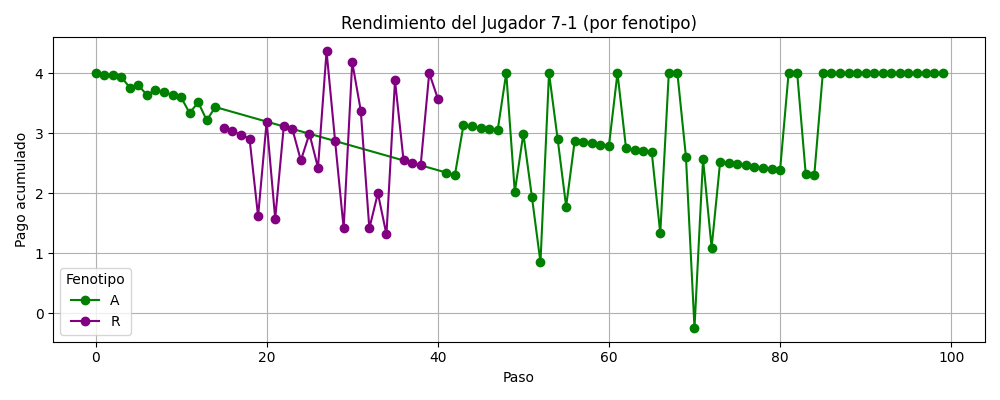 Rendimiento del Jugador 7-1 (por fenotipo)
Pago acumulado
4
3
2
1
0
Fenotipo
A
R
0 20 40 60 80 100
Paso